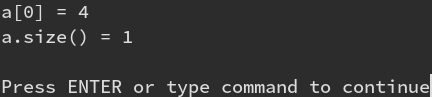 a[0] = 4
a.size() = 1
Press ENTER or type command to continue